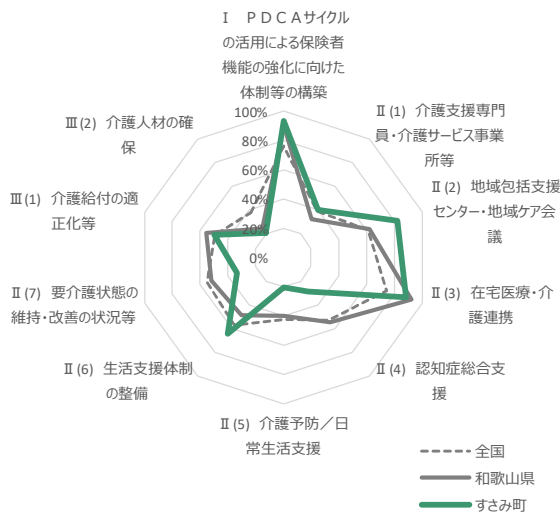 Ⅰ　ＰＤＣＡサイクル
の活用による保険者
機能の強化に向けた
体制等の構築
100%
80%
60%
40%
20%
0%
Ⅱ(1)　介護支援専門
員・介護サービス事業
所等
Ⅱ(2)　地域包括支援
センター・地域ケア会
議
Ⅱ(3)　在宅医療・介
護連携
Ⅱ(4)　認知症総合支
援
Ⅱ(5)　介護予防／日
常生活支援
Ⅱ(6)　生活支援体制
の整備
Ⅱ(7)　要介護状態の
維持・改善の状況等
Ⅲ(1)　介護給付の適
正化等
Ⅲ(2)　介護人材の確
保
全国
和歌山県
すさみ町